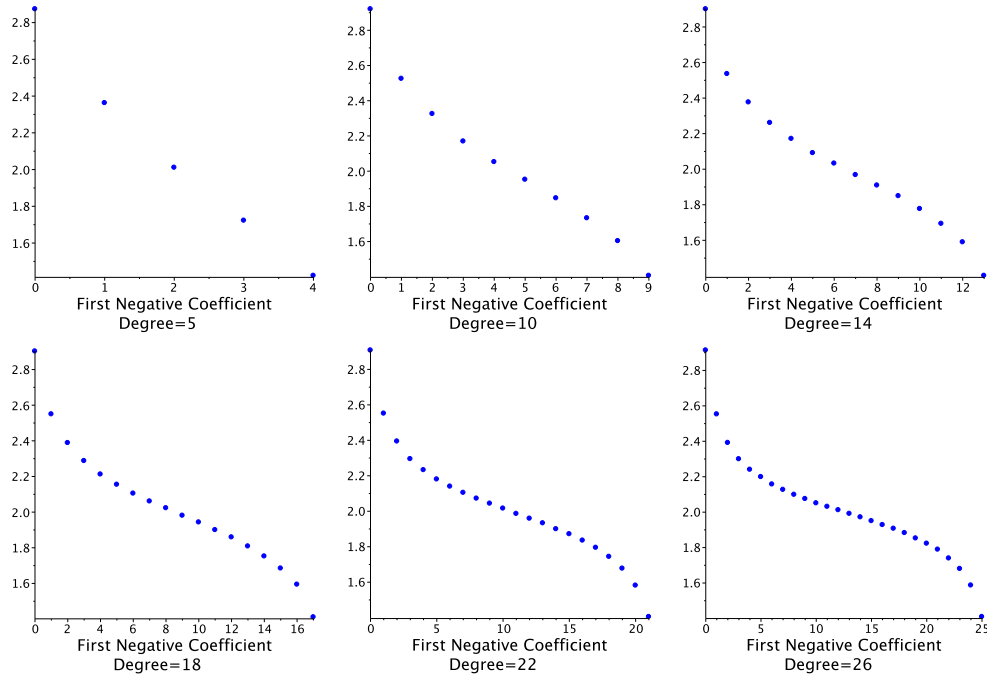 2.8
2.6
2.4
2.2
2.0
1.8
1.6
0 1 2 3 4
First Negative Coefficient
Degree=5
2.8
2.6
2.4
2.2
2.0
1.8
1.6
0 1 2 3 4 5 6 7 8 9
First Negative Coefficient
Degree=10
2.8
2.6
2.4
2.2
2.0
1.8
1.6
0 2 4 6 8 10 12
First Negative Coefficient
Degree=14
2.8
2.6
2.4
2.2
2.0
1.8
1.6
0 2 4 6 8 10 12 14 16
First Negative Coefficient
Degree=18
2.8
2.6
2.4
2.2
2.0
1.8
1.6
0 5 10 15 20
First Negative Coefficient
Degree=22
2.8
2.6
2.4
2.2
2.0
1.8
1.6
0 5 10 15 20 25
First Negative Coefficient
Degree=26